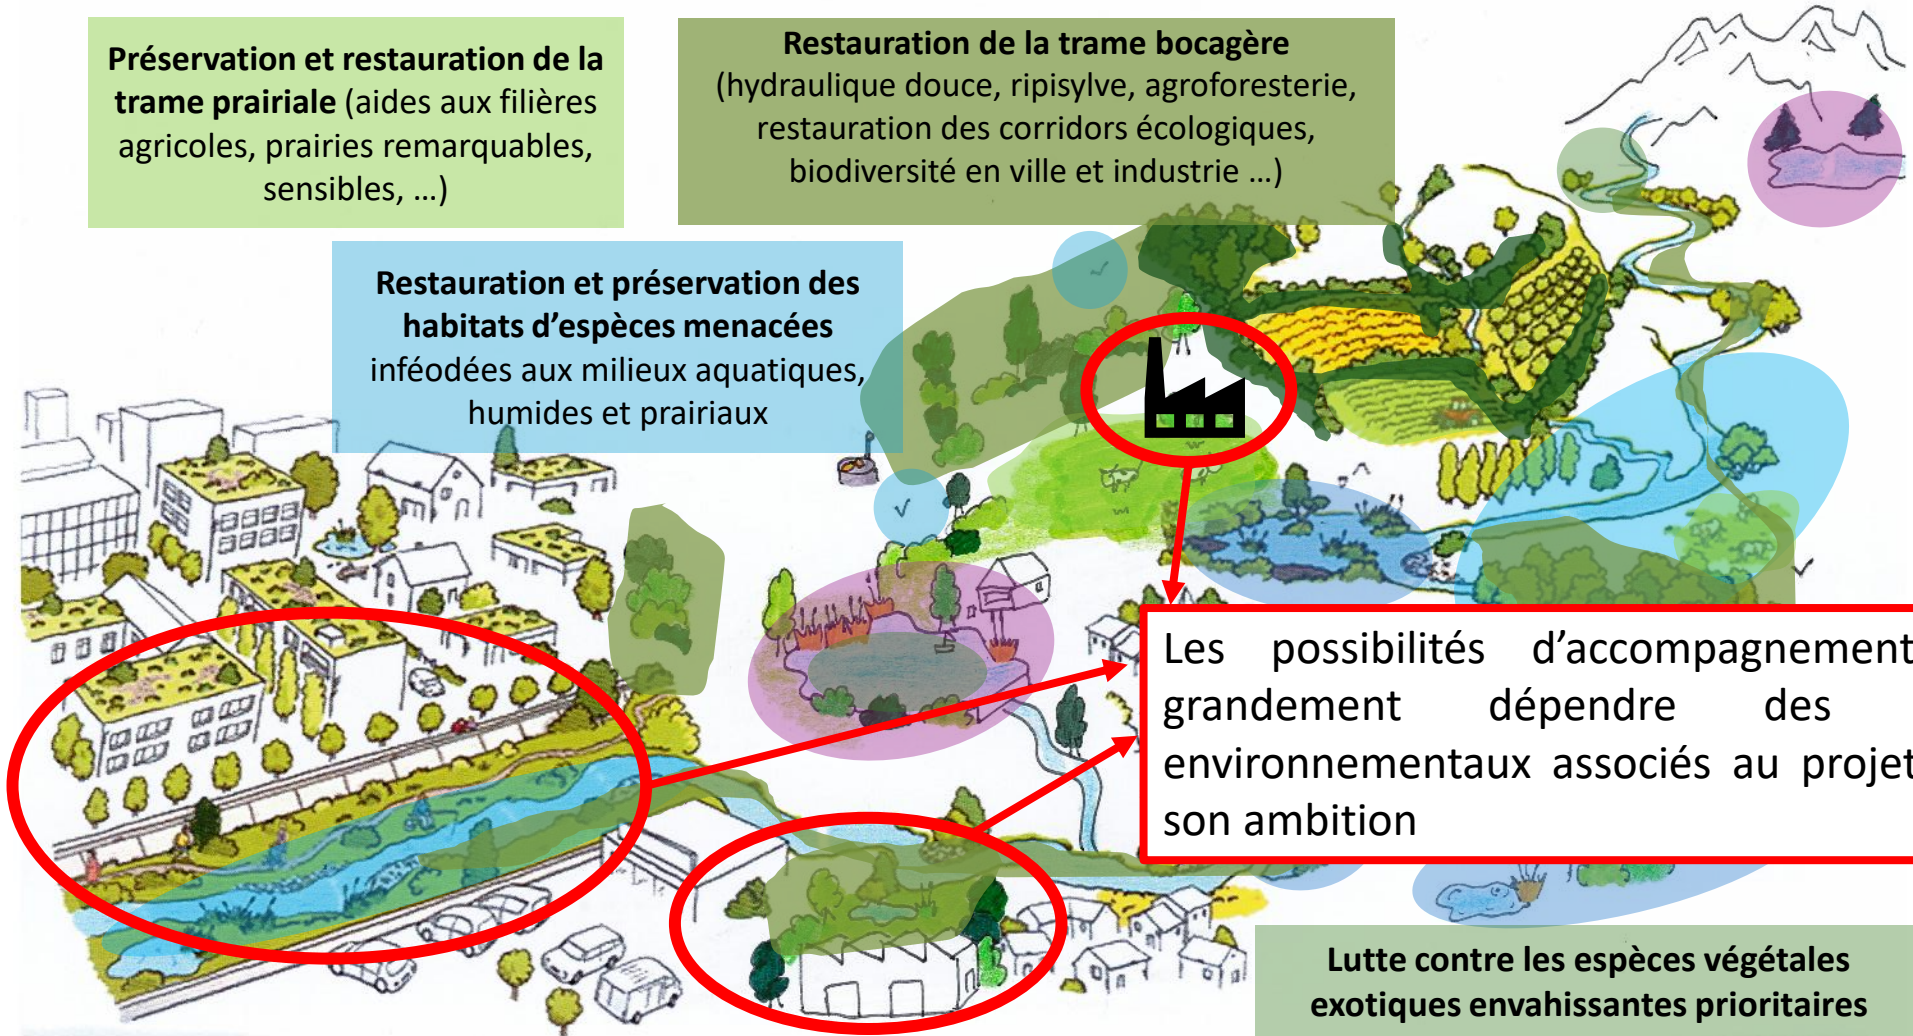 Préservation et restauration de la
trame prairiale (aides aux filières
agricoles, prairies remarquables,
sensibles, ...)
Restauration de la trame bocagère
(hydraulique douce, ripisylve, agroforesterie,
restauration des corridors écologiques,
biodiversité en ville et industrie ...)
Restauration et préservation des
habitats d'espèces menacées
inféodées aux milieux aquatiques,
humides et prairiaux
Les possibilités d'accompagnement
grandement dépendre des
environnementaux associés au projet
son ambition
Lutte contre les espèces végétales
exotiques envahissantes prioritaires